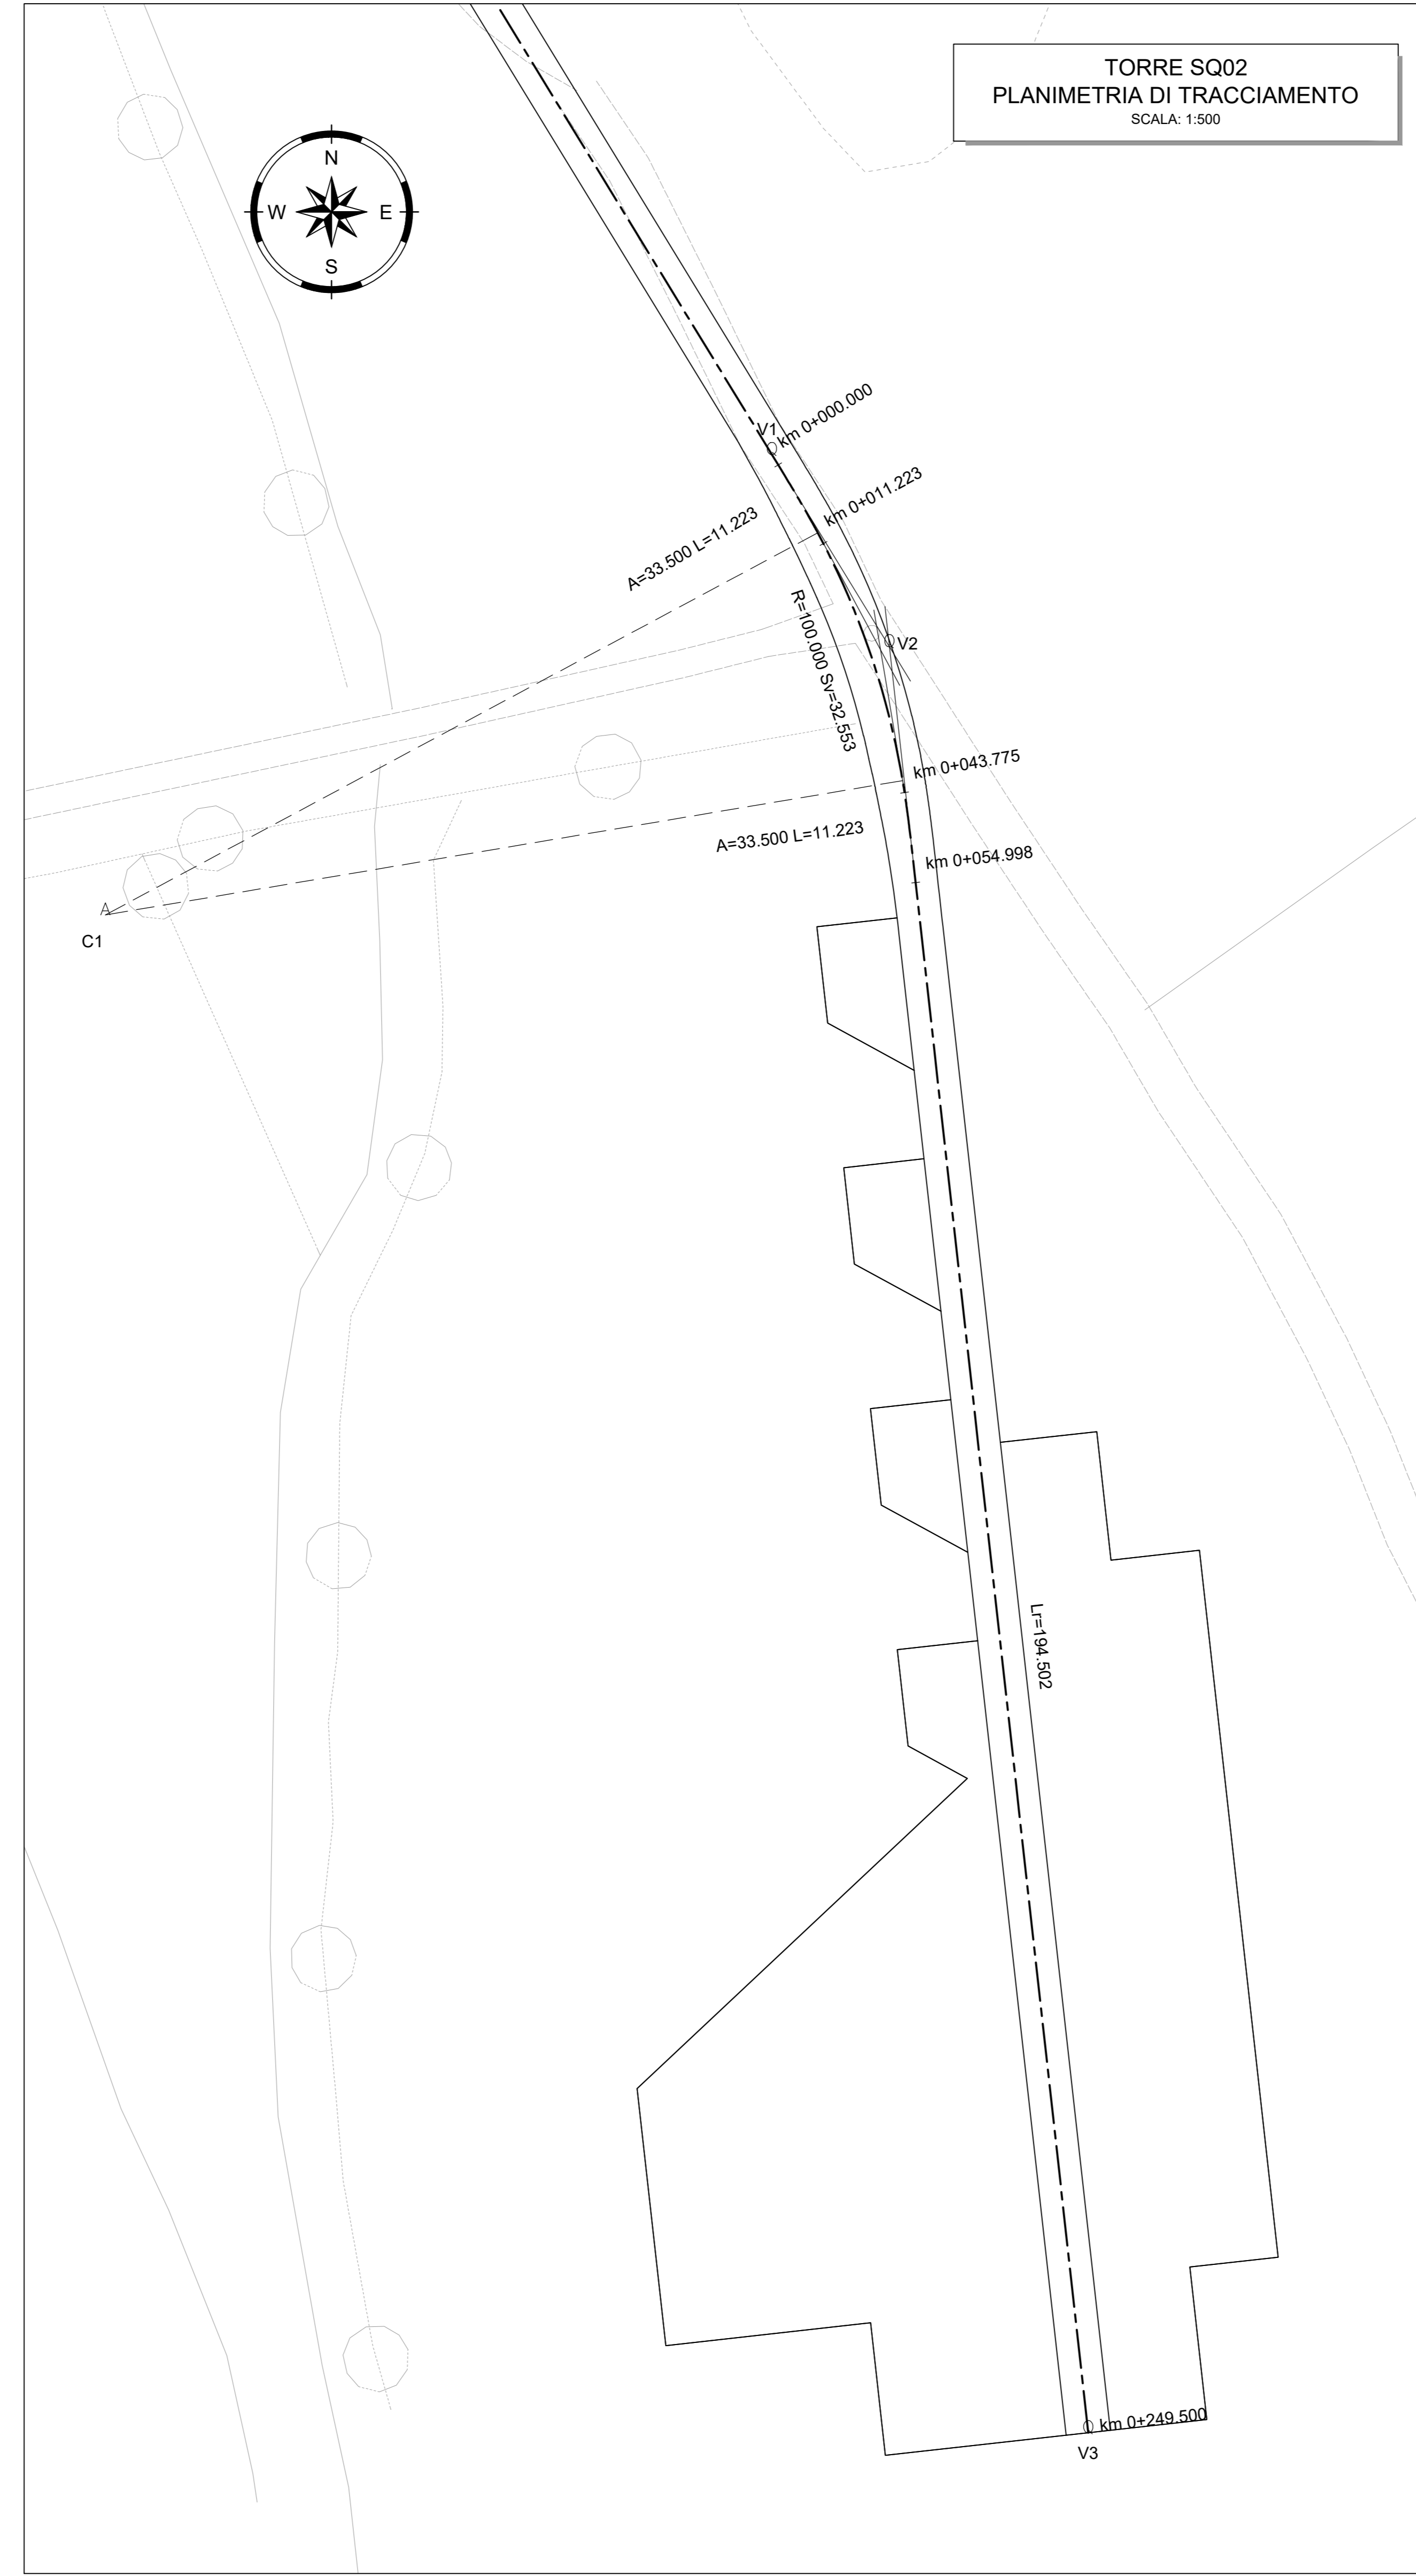 TORRE SQ02
PLANIMETRIA DI TRACCIAMENTO
SCALA: 1:500
N
W E
S
V1
km 0+000.000
km 0+011.223
A=33.500 L=11.223
R=100.000 Sv=32.553
V2
km 0+043.775
A=33.500 L=11.223
km 0+054.998
C1
Lr=194.502
km 0+249.500
V3